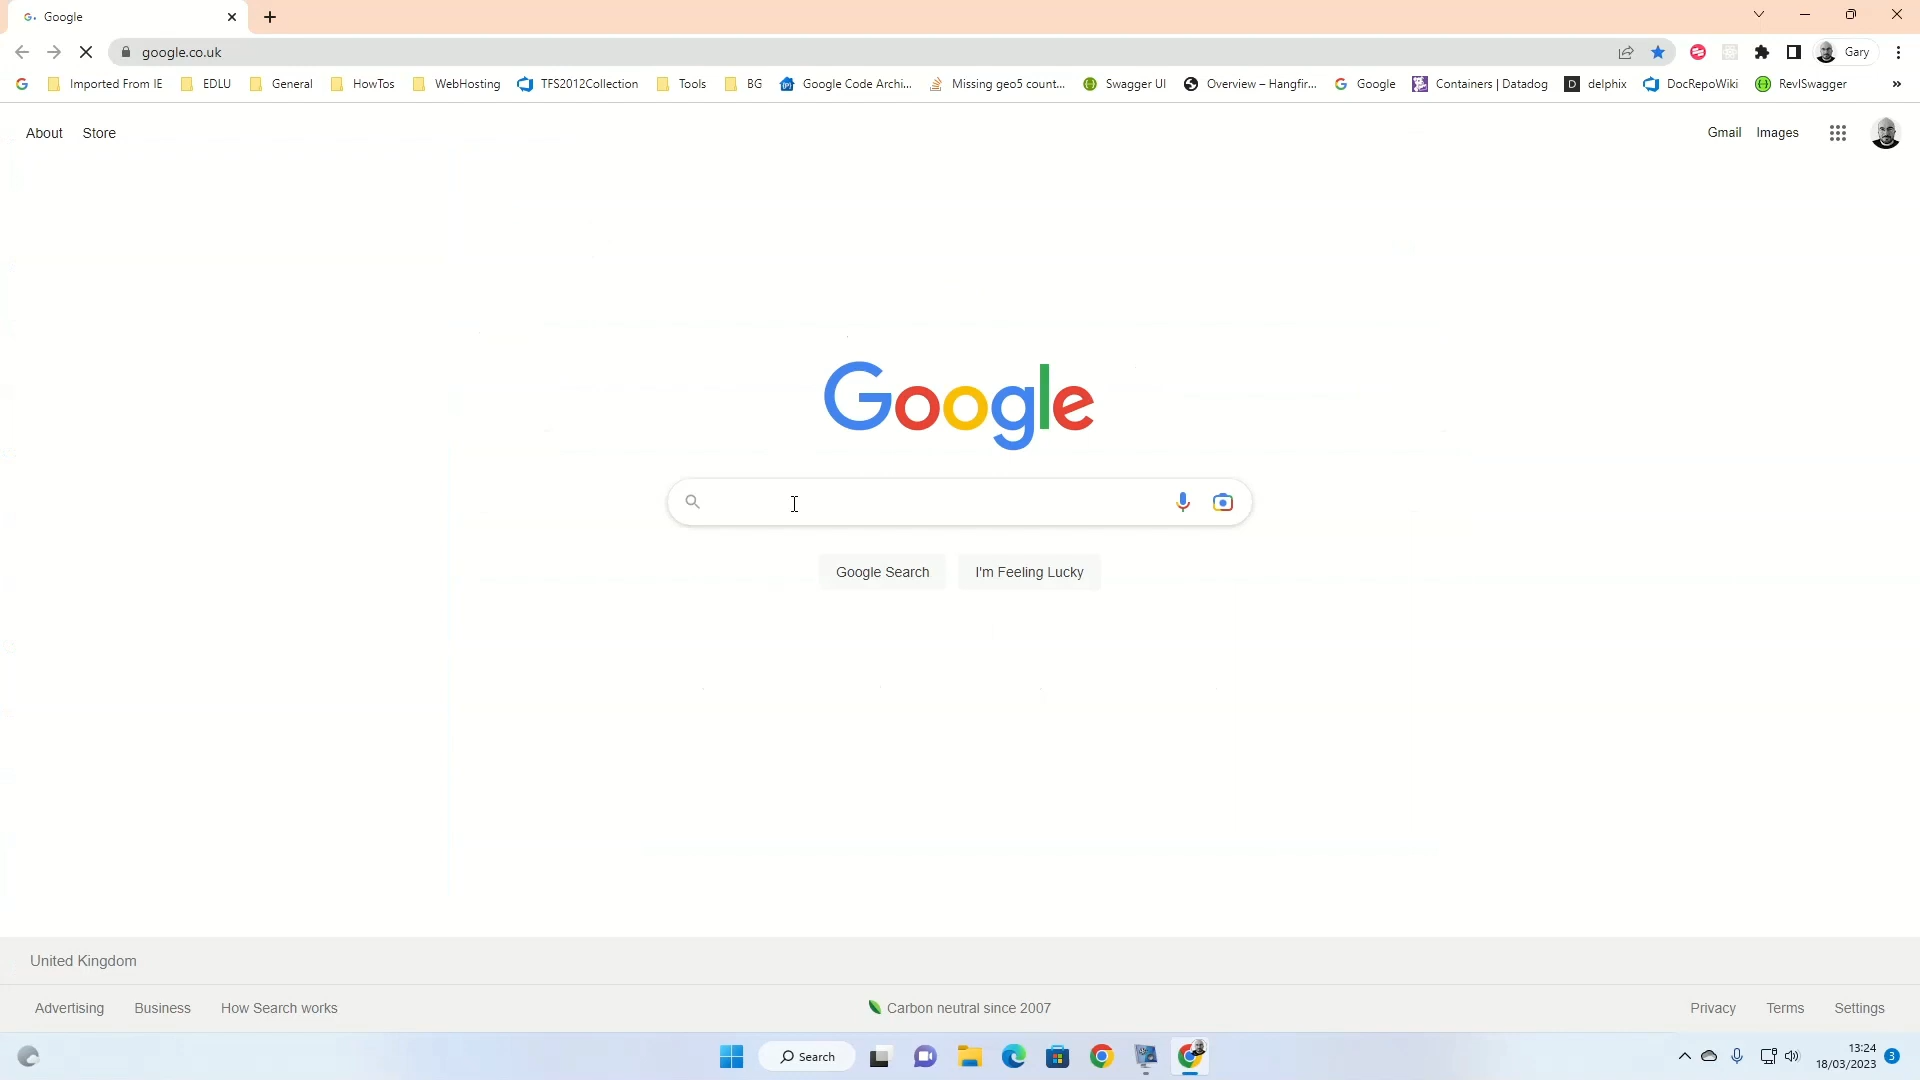 Google
google.co.uk
Gary
Imported From IE
EDLU
General
HowTos
WebHosting
TFS2012Collection
Tools
BG
Google Code Archi...
Missing geo5 count...
Swagger UI
Overview – Hangfir...
Google
Containers | Datadog
delphix
DocRepoWiki
RevlSwagger
»
About
Store
Gmail
Images
Google
Google Search
I'm Feeling Lucky
United Kingdom
Advertising
Business
How Search works
Carbon neutral since 2007
Privacy
Terms
Settings
Search
13:24
18/03/2023
3